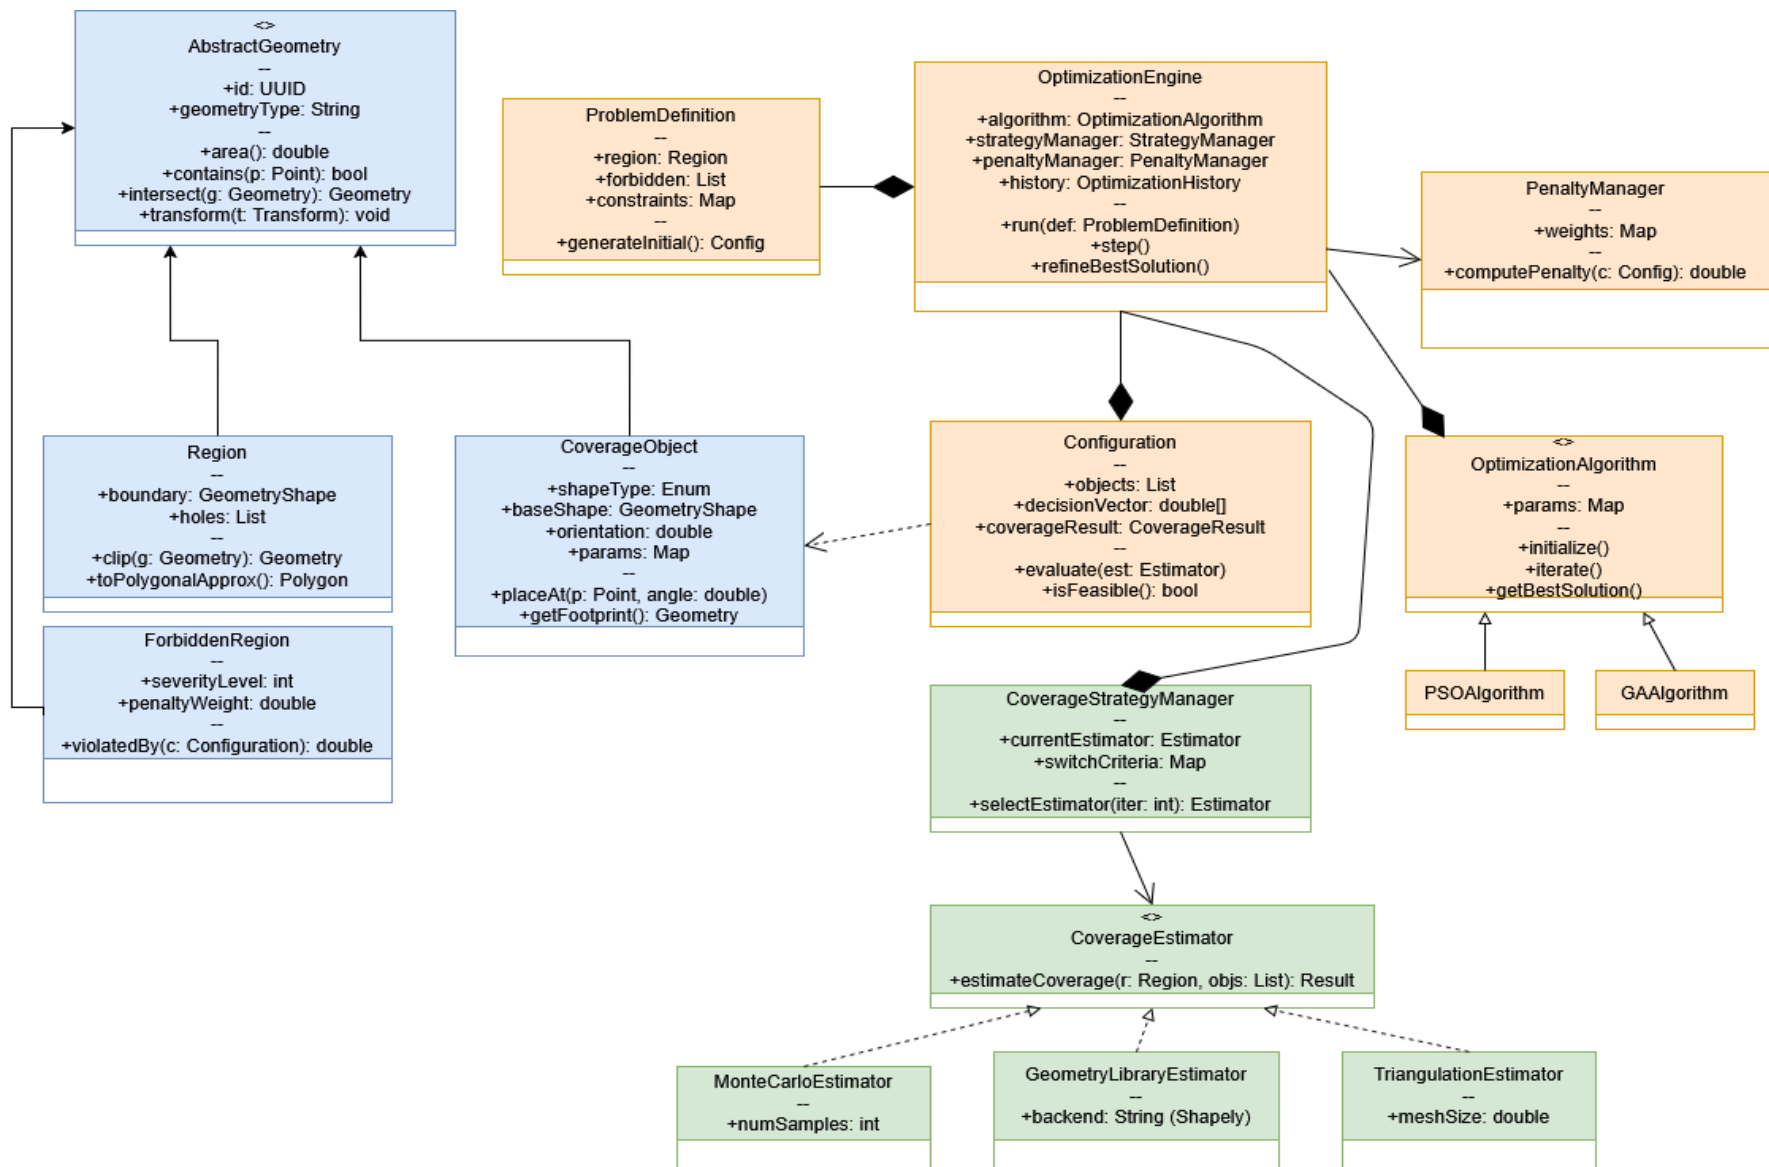 <>
AbstractGeometry
--
+id: UUID
+geometryType: String
--
+area(): double
+contains(p: Point): bool
+intersect(g: Geometry): Geometry
+transform(t: Transform): void
ProblemDefinition
--
+region: Region
+forbidden: List
+constraints: Map
--
+generateInitial(): Config
OptimizationEngine
--
+algorithm: OptimizationAlgorithm
+strategyManager: StrategyManager
+penaltyManager: PenaltyManager
+history: OptimizationHistory
--
+run(def: ProblemDefinition)
+step()
+refineBestSolution()
PenaltyManager
--
+weights: Map
--
+computePenalty(c: Config): double
Region
--
+boundary: GeometryShape
+holes: List
--
+clip(g: Geometry): Geometry
+toPolygonalApprox(): Polygon
CoverageObject
--
+shapeType: Enum
+baseShape: GeometryShape
+orientation: double
+params: Map
--
+placeAt(p: Point, angle: double)
+getFootprint(): Geometry
Configuration
--
+objects: List
+decisionVector: double[]
+coverageResult: CoverageResult
--
+evaluate(est: Estimator)
+isFeasible(): bool
<>
OptimizationAlgorithm
--
+params: Map
--
+initialize()
+iterate()
+getBestSolution()
ForbiddenRegion
--
+severityLevel: int
+penaltyWeight: double
--
+violatedBy(c: Configuration): double
PSOAlgorithm
GAAlgorithm
CoverageStrategyManager
--
+currentEstimator: Estimator
+switchCriteria: Map
--
+selectEstimator(iter: int): Estimator
<>
CoverageEstimator
--
+estimateCoverage(r: Region, objs: List): Result
MonteCarloEstimator
--
+numSamples: int
GeometryLibraryEstimator
--
+backend: String (Shapely)
TriangulationEstimator
--
+meshSize: double